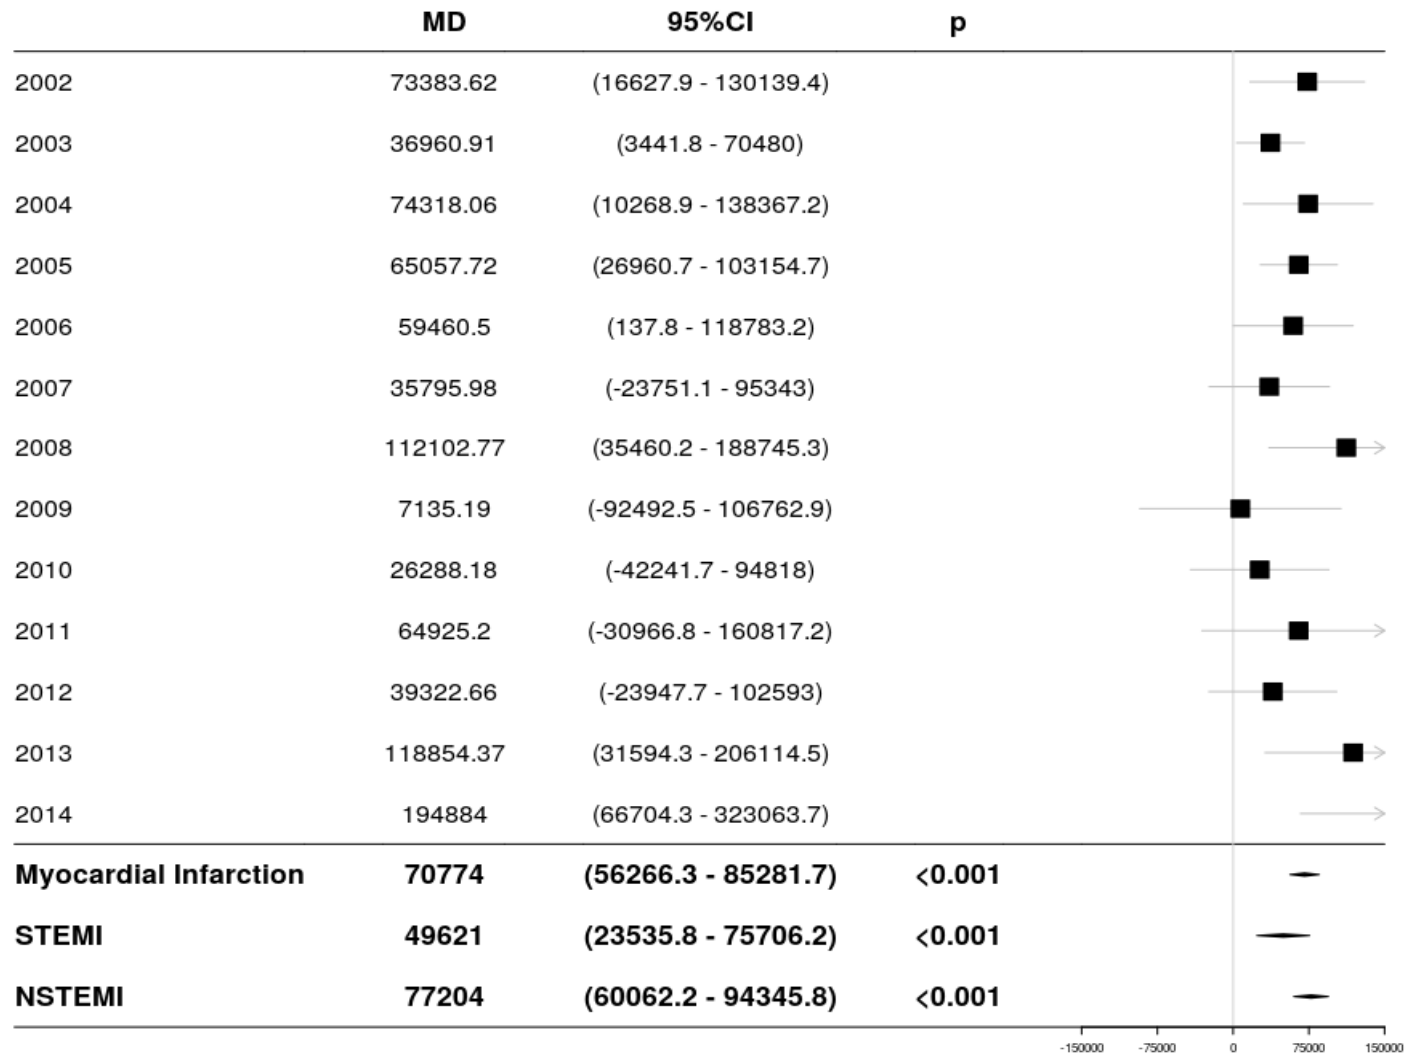 MD 95%CI p
2002 73383.62 (16627.9 - 130139.4)
2003 36960.91 (3441.8 - 70480)
2004 74318.06 (10268.9 - 138367.2)
2005 65057.72 (26960.7 - 103154.7)
2006 59460.5 (137.8 - 118783.2)
2007 35795.98 (-23751.1 - 95343)
2008 112102.77 (35460.2 - 188745.3)
2009 7135.19 (-92492.5 - 106762.9)
2010 26288.18 (-42241.7 - 94818)
2011 64925.2 (-30966.8 - 160817.2)
2012 39322.66 (-23947.7 - 102593)
2013 118854.37 (31594.3 - 206114.5)
2014 194884 (66704.3 - 323063.7)
Myocardial Infarction 70774 (56266.3 - 85281.7) <0.001
STEMI 49621 (23535.8 - 75706.2) <0.001
NSTEMI 77204 (60062.2 - 94345.8) <0.001
-150000 -75000 0 75000 150000